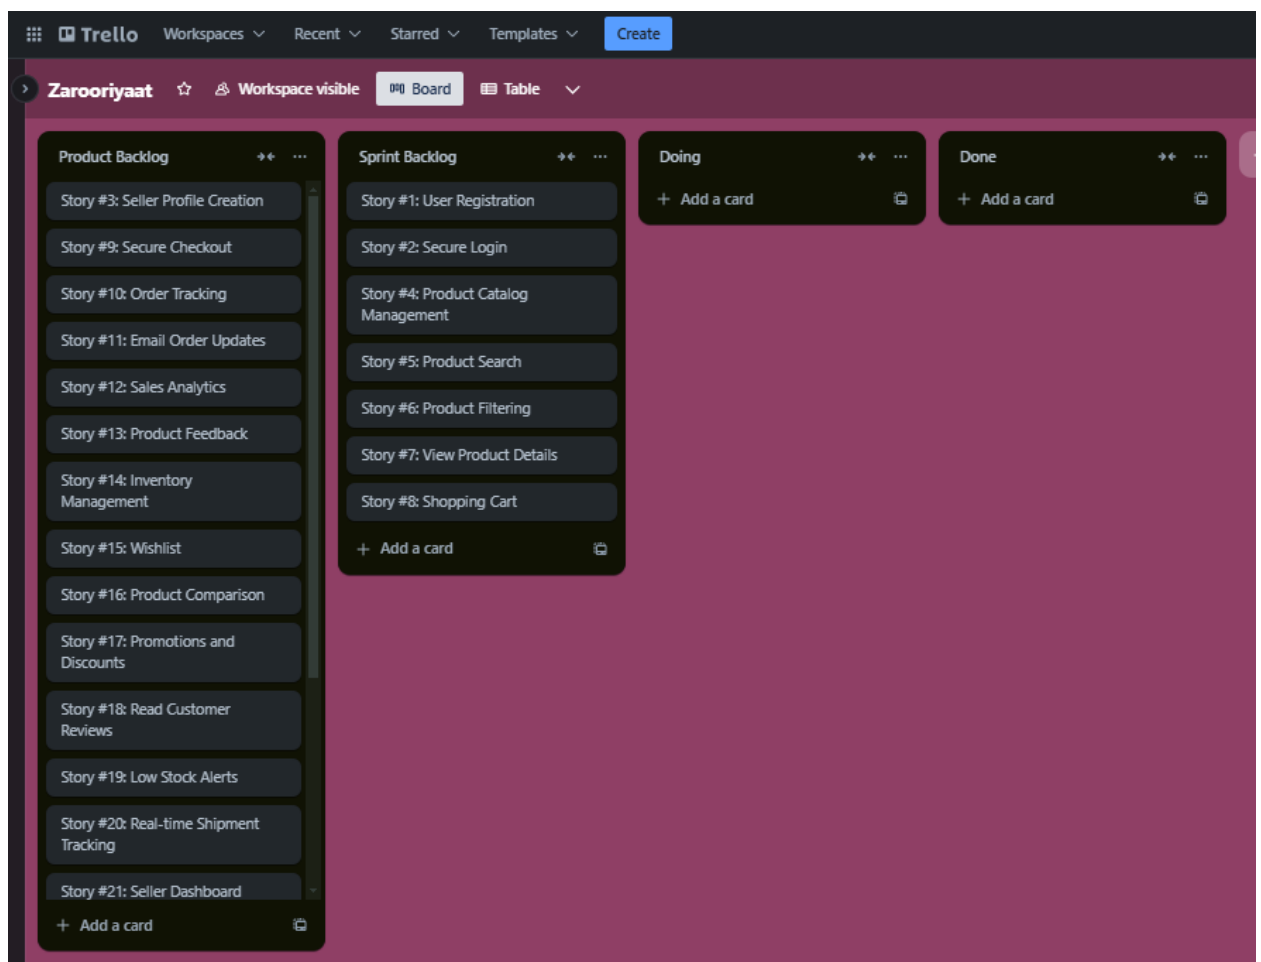 Trello Workspaces Recent Starred Templates Create
Zarooriyaat Workspace visible Board Table
Product Backlog
Story #3: Seller Profile Creation
Story #9: Secure Checkout
Story #10: Order Tracking
Story #11: Email Order Updates
Story #12: Sales Analytics
Story #13: Product Feedback
Story #14: Inventory
Management
Story #15: Wishlist
Story #16: Product Comparison
Story #17: Promotions and
Discounts
Story #18: Read Customer
Reviews
Story #19: Low Stock Alerts
Story #20: Real-time Shipment
Tracking
Story #21: Seller Dashboard
+ Add a card
Sprint Backlog
Story #1: User Registration
Story #2: Secure Login
Story #4: Product Catalog
Management
Story #5: Product Search
Story #6: Product Filtering
Story #7: View Product Details
Story #8: Shopping Cart
+ Add a card
Doing
+ Add a card
Done
+ Add a card